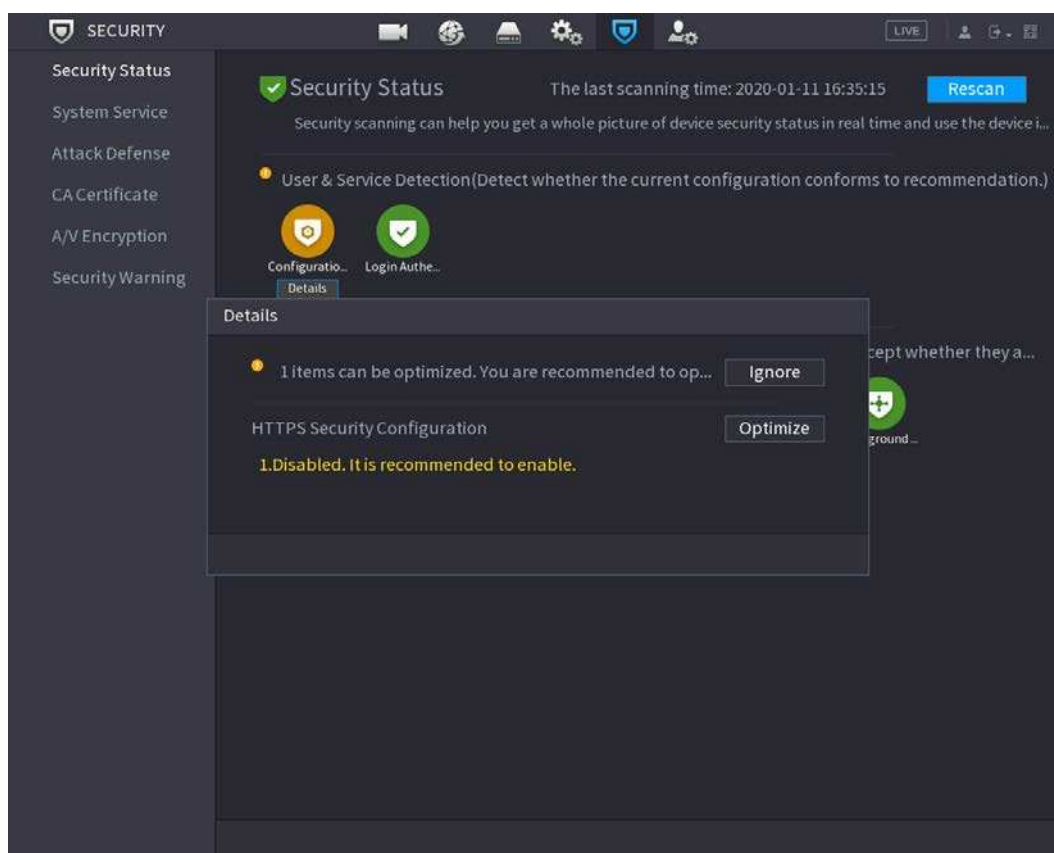 SECURITY
LIVE
Security Status
System Service
Attack Defense
CA Certificate
A/V Encryption
Security Warning
Security Status The last scanning time: 2020-01-11 16:35:15 Rescan
Security scanning can help you get a whole picture of device security status in real time and use the device i...
User & Service Detection(Detect whether the current configuration conforms to recommendation.)
Configuratio... Login Authe...
Details
Details
cept whether they a...
1 items can be optimized. You are recommended to op... Ignore
HTTPS Security Configuration Optimize
ground...
1.Disabled. It is recommended to enable.